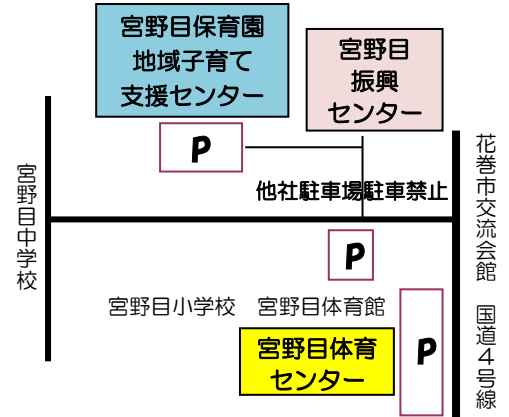 宮野目保育園
地域子育て
支援センター
宮野目
振興
センター
P
他社駐車場駐車禁止
宮野目中学校
花巻市交流会館
P
宮野目小学校 宮野目体育館
国道４号線
宮野目体育
センター
P